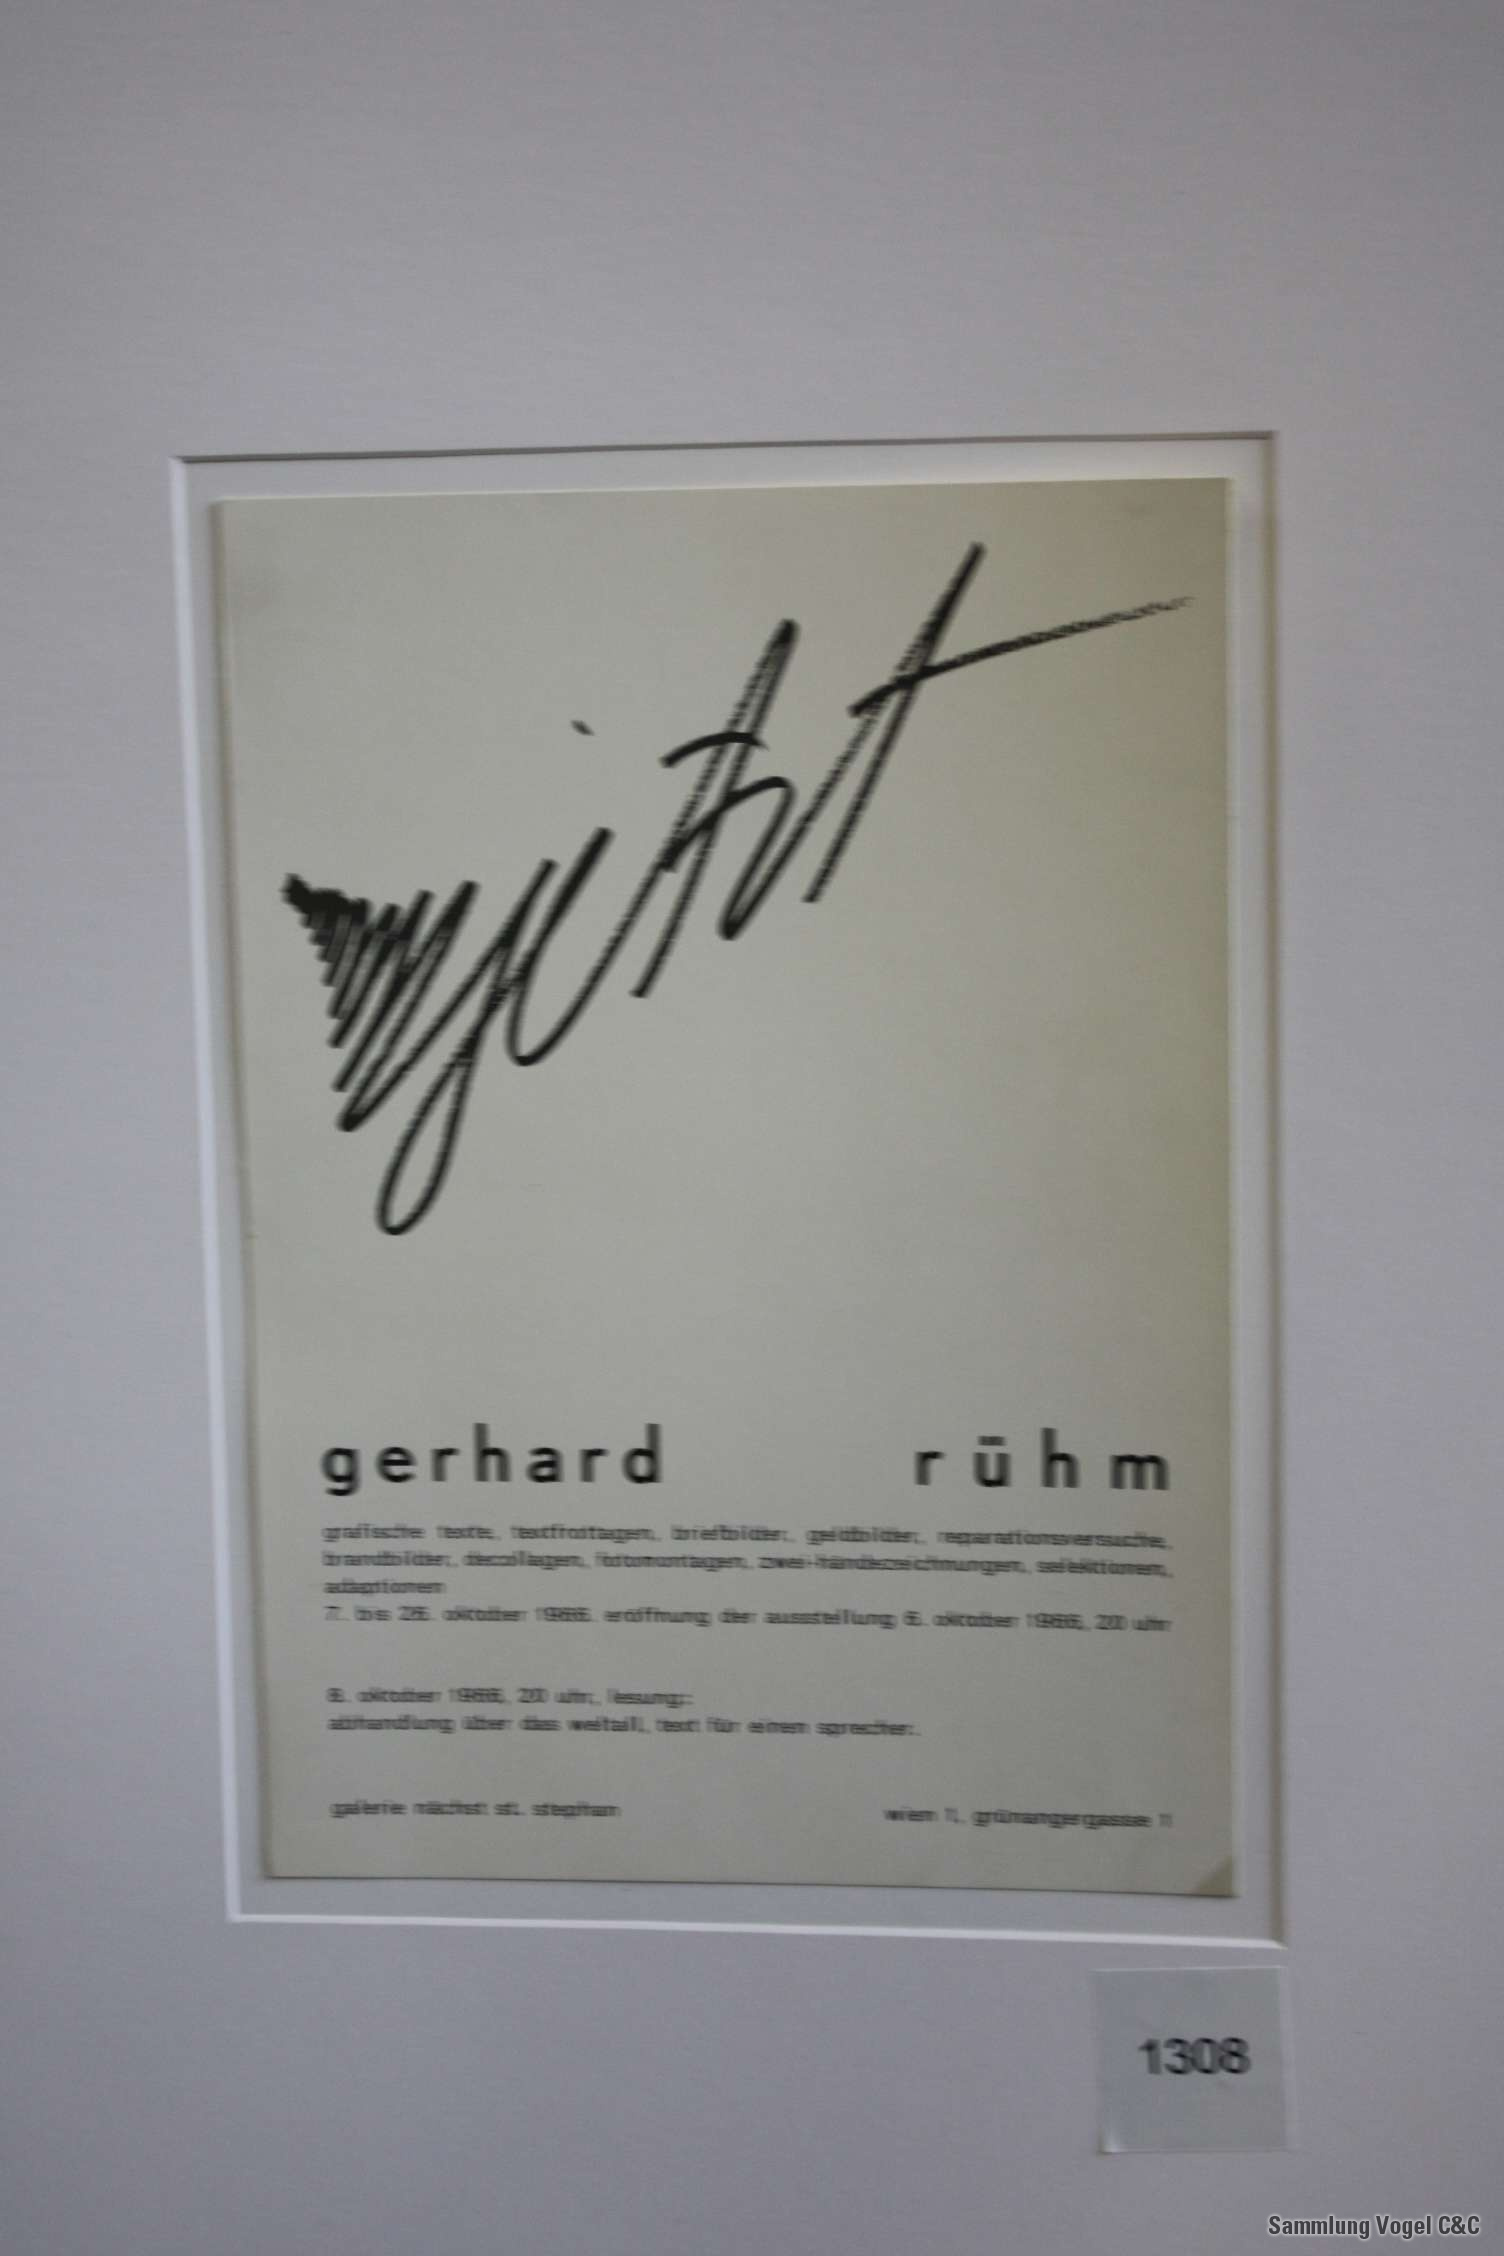 jetzt
gerhard rühm
grafische texte, textfrottagen, briefbilder, geldbilder, reparationsversuche,
brandbilder, decollagen, fotomontagen, zwei-händezeichnungen, selektionen,
adaptionen
7. bis 26. oktober 1966. eröffnung der ausstellung 6. oktober 1966, 20 uhr
oktober 1966, 20 uhr, lesung:
abhandlung über das weltall, text für einen sprecher.
galerie nächst st. stephan wien 1, grünangergasse 1
1308
Sammlung Vogel C&C